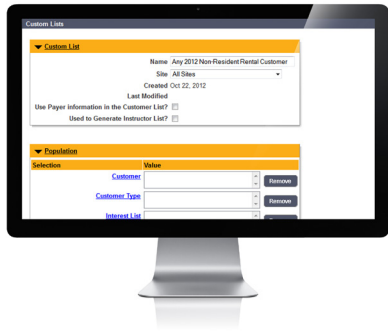 Custom Lists
Custom List
Name Any 2012 Non-Resident Rental Customer
Site All Sites
Created Oct 22, 2012
Last Modified
Use Payer information in the Customer List?
Used to Generate Instructor List?
Population
Selection Value
Customer Remove
Customer Type Remove
Interest List